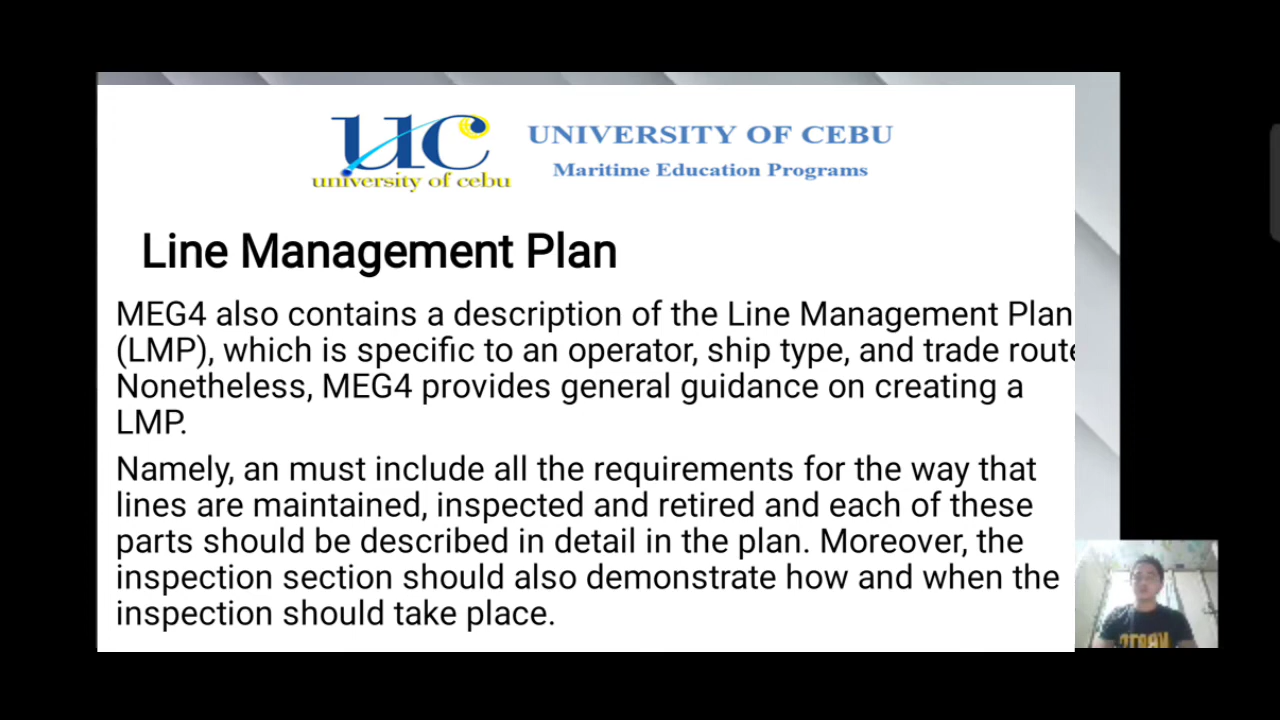 uc
university of cebu
UNIVERSITY OF CEBU
Maritime Education Programs
Line Management Plan
MEG4 also contains a description of the Line Management Plan
(LMP), which is specific to an operator, ship type, and trade route
Nonetheless, MEG4 provides general guidance on creating a
LMP.
Namely, an must include all the requirements for the way that
lines are maintained, inspected and retired and each of these
parts should be described in detail in the plan. Moreover, the
inspection section should also demonstrate how and when the
inspection should take place.